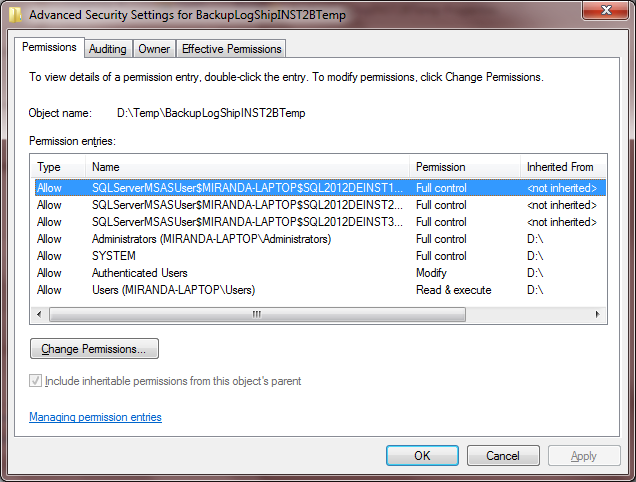 Advanced Security Settings for BackupLogShipINST2BTemp
Permissions Auditing Owner Effective Permissions
To view details of a permission entry, double-click the entry. To modify permissions, click Change Permissions.
Object name: D:\Temp\BackupLogShipINST2BTemp
Permission entries:
Type Name Permission Inherited From
Allow SQLServerMSASUser$MIRANDA-LAPTOP$SQL2012DEINST1... Full control <not inherited>
Allow SQLServerMSASUser$MIRANDA-LAPTOP$SQL2012DEINST2... Full control <not inherited>
Allow SQLServerMSASUser$MIRANDA-LAPTOP$SQL2012DEINST3... Full control <not inherited>
Allow Administrators (MIRANDA-LAPTOP\Administrators) Full control D:\
Allow SYSTEM Full control D:\
Allow Authenticated Users Modify D:\
Allow Users (MIRANDA-LAPTOP\Users) Read & execute D:\
Change Permissions...
Include inheritable permissions from this object's parent
Managing permission entries
OK Cancel Apply